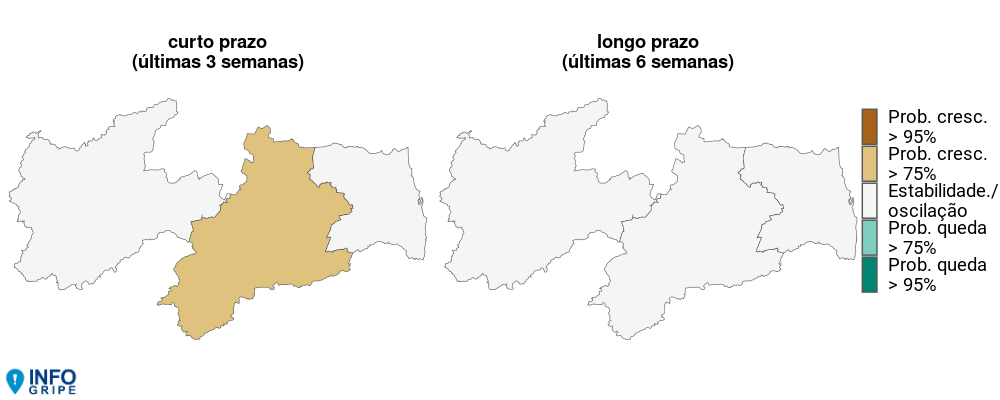 curto prazo
(últimas 3 semanas)
longo prazo
(últimas 6 semanas)
Prob. cresc.
> 95%
Prob. cresc.
> 75%
Estabilidade./
oscilação
Prob. queda
> 75%
Prob. queda
> 95%
INFO
GRIPE